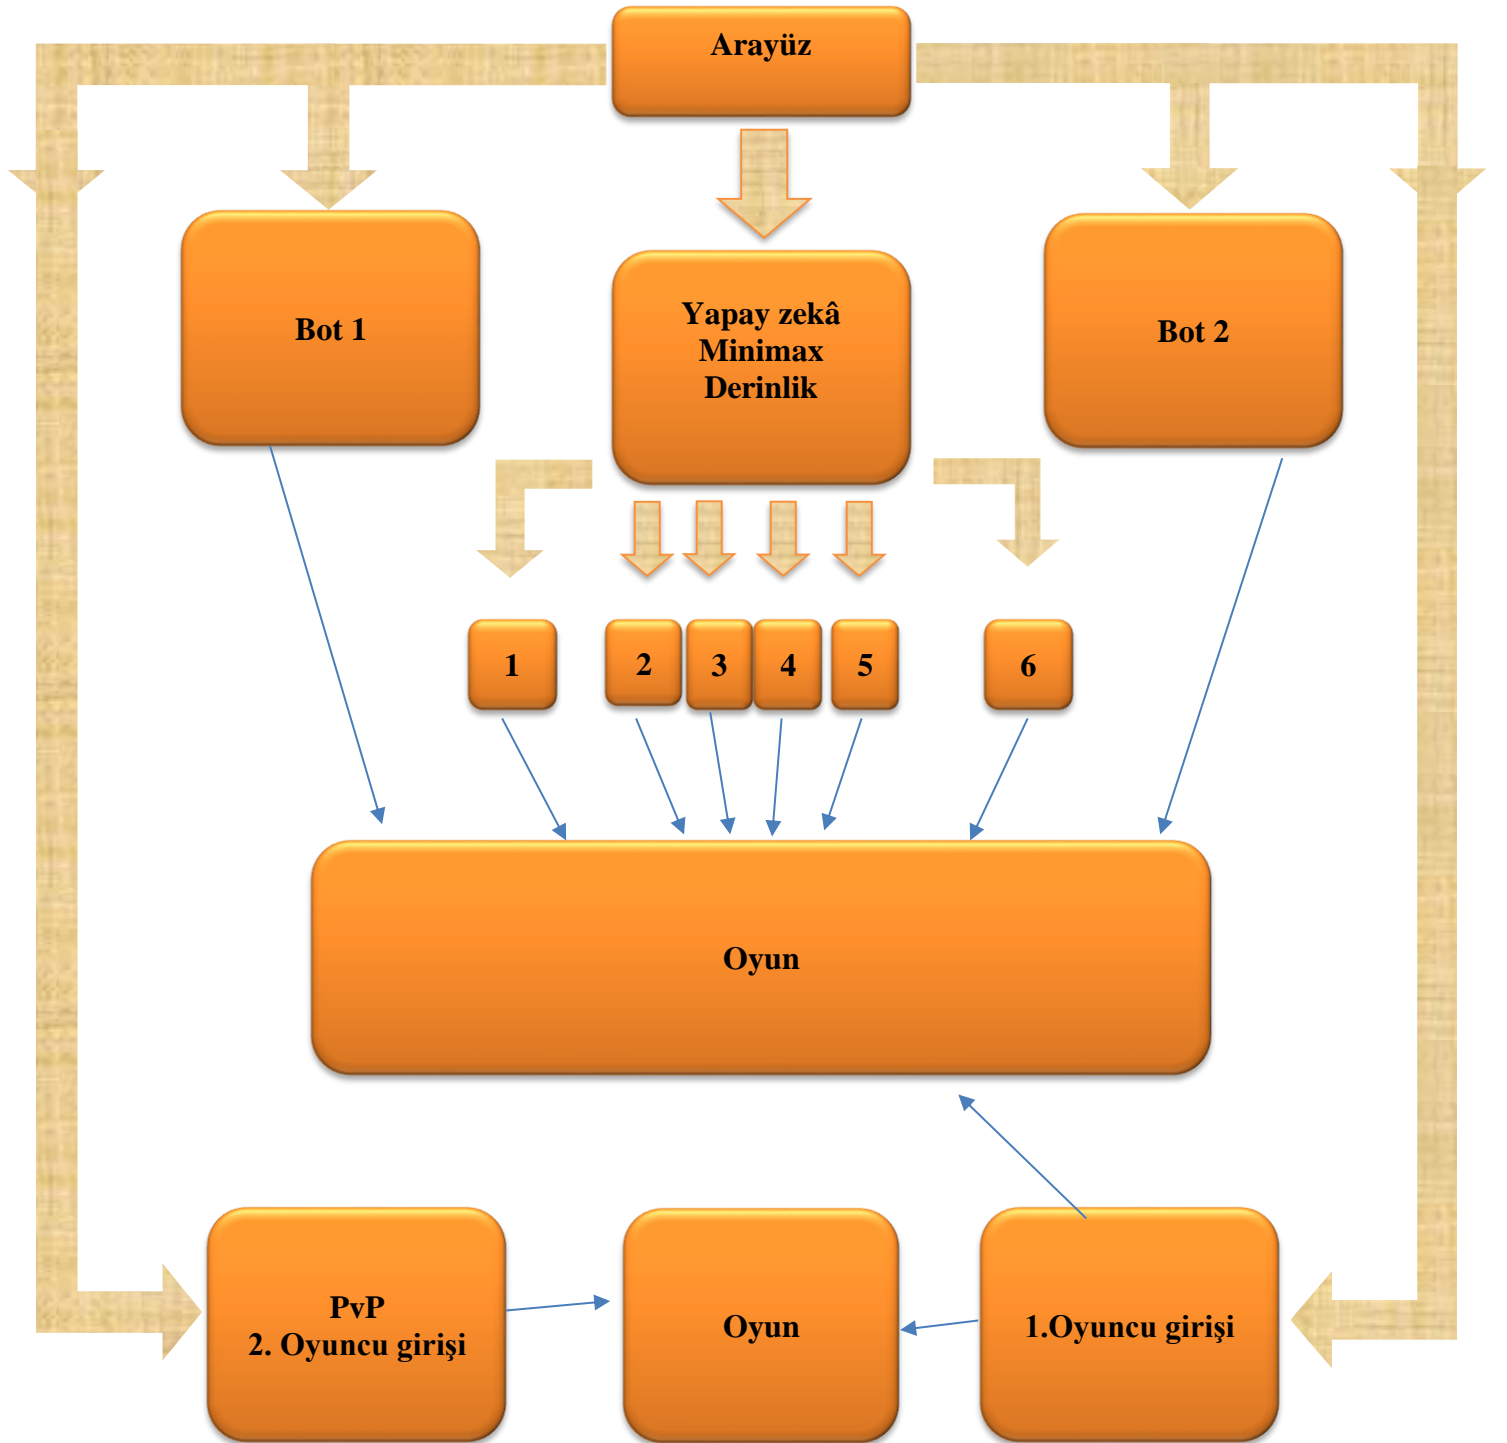 Arayüz
Bot 1
Yapay zekâ
Minimax
Derinlik
Bot 2
1
2
3
4
5
6
Oyun
PvP
2. Oyuncu girişi
Oyun
1.Oyuncu girişi